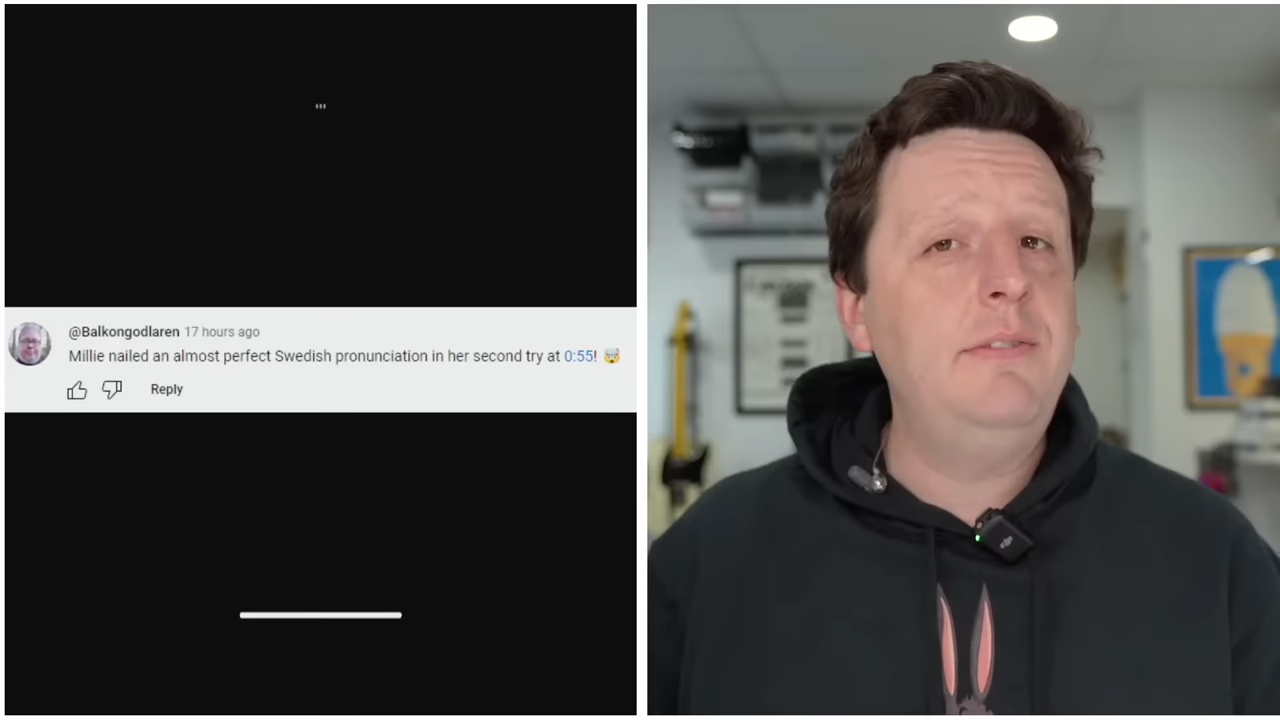 @Balkongodlaren 17 hours ago
Millie nailed an almost perfect Swedish pronunciation in her second try at 0:55! 🤯
Reply
dji